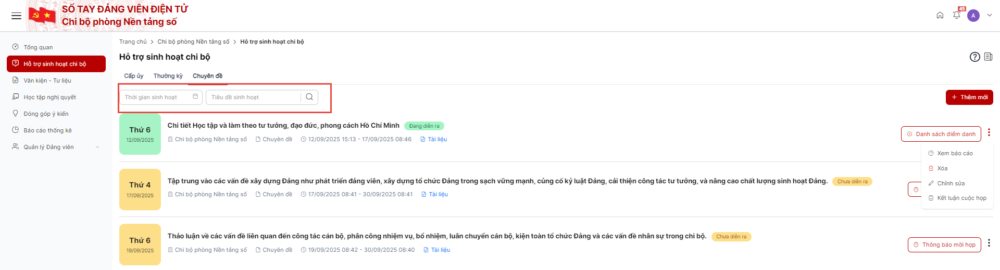 SỔ TAY ĐẢNG VIÊN ĐIỆN TỬ
Chi bộ phòng Nền tảng số
45
A
Tổng quan
Hỗ trợ sinh hoạt chi bộ
Văn kiện - Tư liệu
Học tập nghị quyết
Đóng góp ý kiến
Báo cáo thống kê
Quản lý Đảng viên
Trang chủ > Chi bộ phòng Nền tảng số > Hỗ trợ sinh hoạt chi bộ
Hỗ trợ sinh hoạt chi bộ
Cấp ủy Thường kỳ Chuyên đề
Thời gian sinh hoạt Tiêu đề sinh hoạt
+ Thêm mới
Thứ 6
12/09/2025
Chi tiết Học tập và làm theo tư tưởng, đạo đức, phong cách Hồ Chí Minh Đang diễn ra
Chi bộ phòng Nền tảng số Chuyên đề 12/09/2025 15:13 - 17/09/2025 08:46 Tài liệu
Danh sách điểm danh
Xem báo cáo
Xóa
Chỉnh sửa
Kết luận cuộc họp
Thứ 4
17/09/2025
Tập trung vào các vấn đề xây dựng Đảng như phát triển đảng viên, xây dựng tổ chức Đảng trong sạch vững mạnh, củng cố kỷ luật Đảng, cải thiện công tác tư tưởng, và nâng cao chất lượng sinh hoạt Đảng. Chưa diễn ra
Chi bộ phòng Nền tảng số Chuyên đề 17/09/2025 08:41 - 30/09/2025 08:41 Tài liệu
Thứ 6
19/09/2025
Thảo luận về các vấn đề liên quan đến công tác cán bộ, phân công nhiệm vụ, bổ nhiệm, luân chuyển cán bộ, kiện toàn tổ chức Đảng và các vấn đề nhân sự trong chi bộ. Chưa diễn ra
Chi bộ phòng Nền tảng số Chuyên đề 19/09/2025 08:42 - 30/09/2025 08:40 Tài liệu
Thông báo mời họp